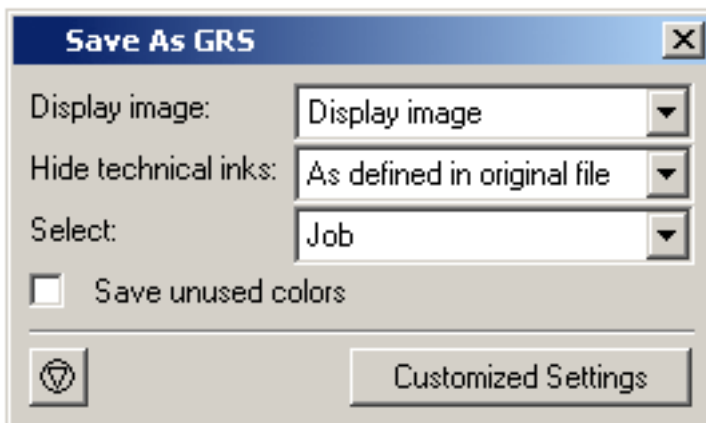 Save As GRS
Display image: Display image
Hide technical inks: As defined in original file
Select: Job
Save unused colors
Customized Settings